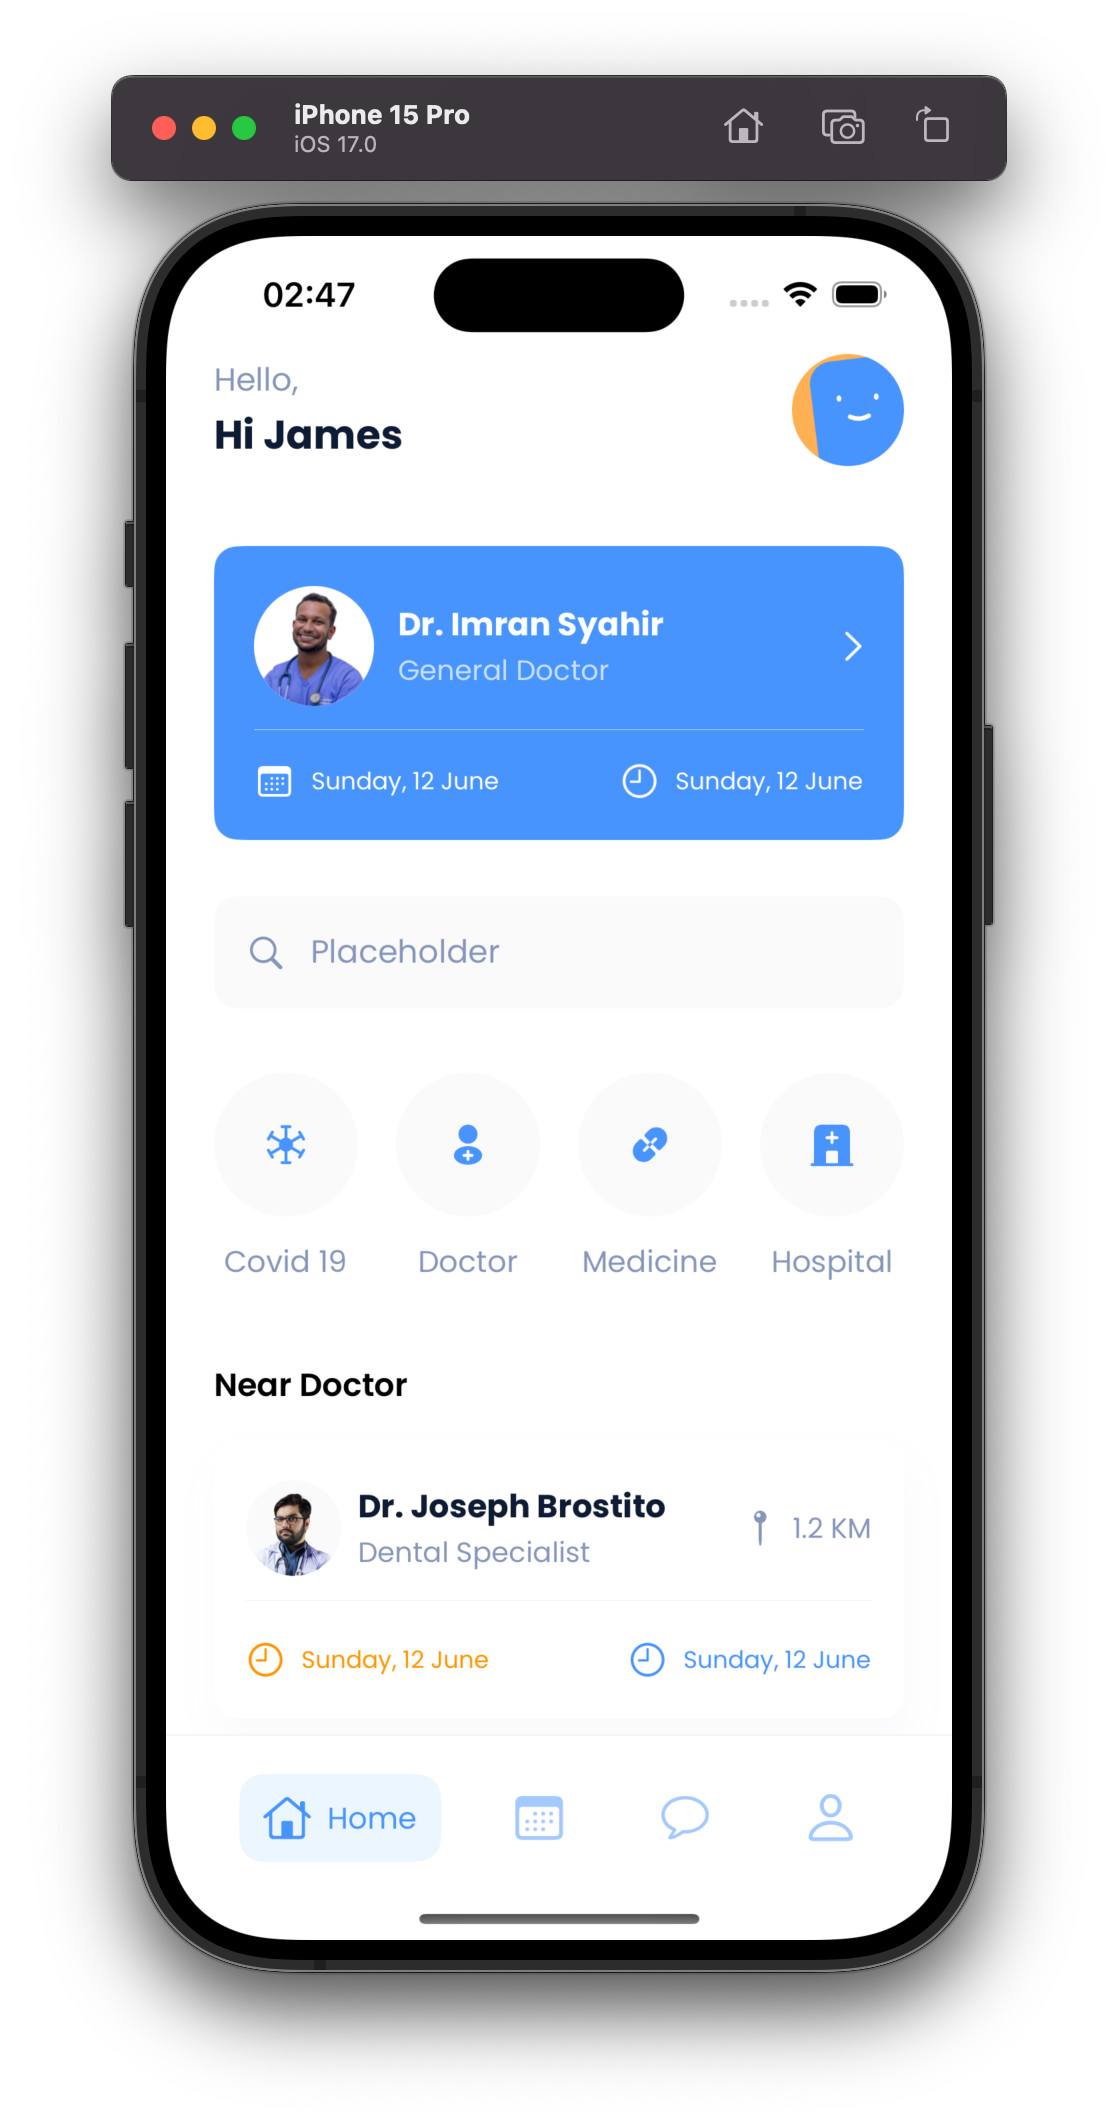 iPhone 15 Pro
iOS 17.0
02:47
Hello,
Hi James
Dr. Imran Syahir
General Doctor
Sunday, 12 June
Sunday, 12 June
Placeholder
Covid 19
Doctor
Medicine
Hospital
Near Doctor
Dr. Joseph Brostito
Dental Specialist
1.2 KM
Sunday, 12 June
Sunday, 12 June
Home